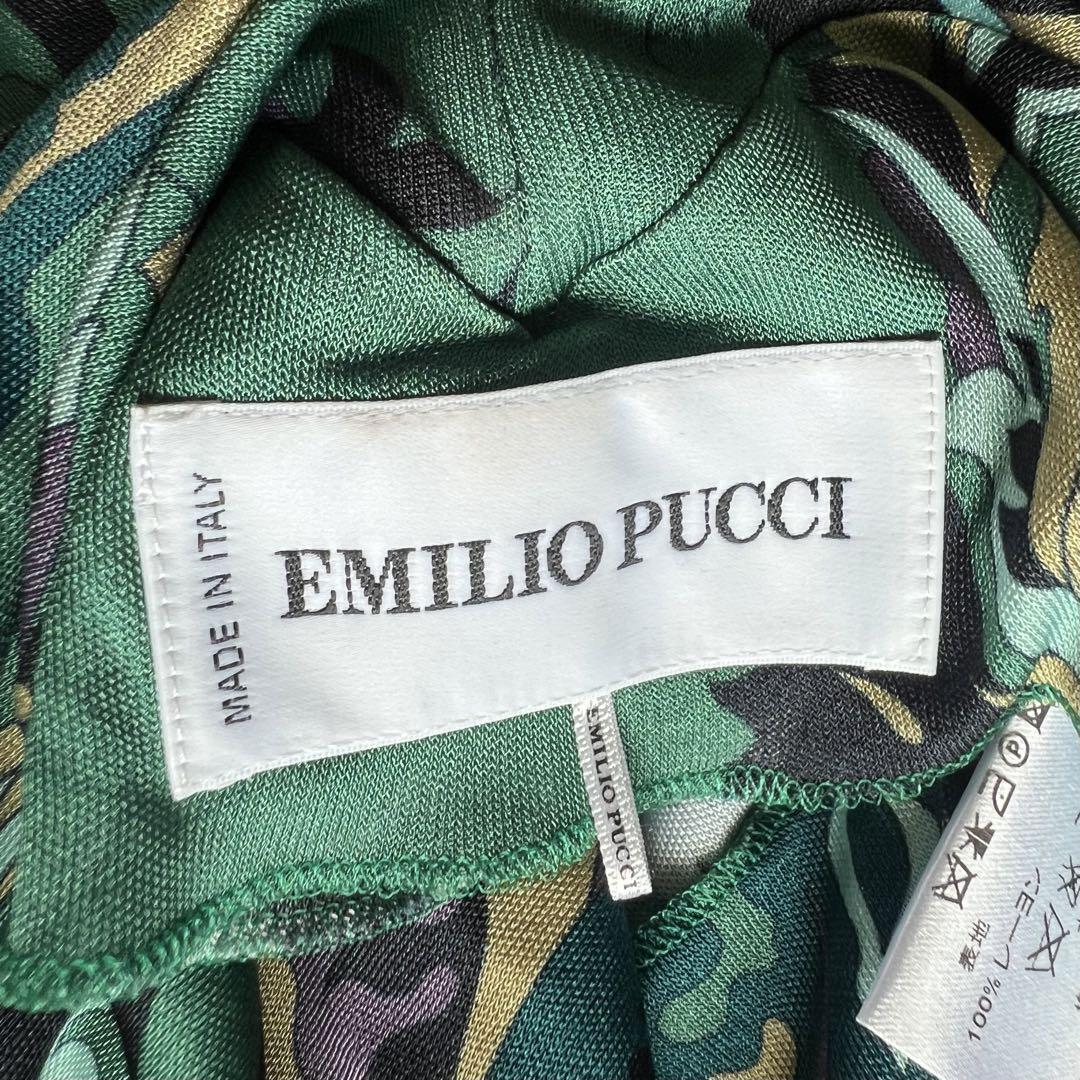 MADE IN ITALY
EMILIO PUCCI
EMILIO PUCCI
P
表地
100% レーヨン